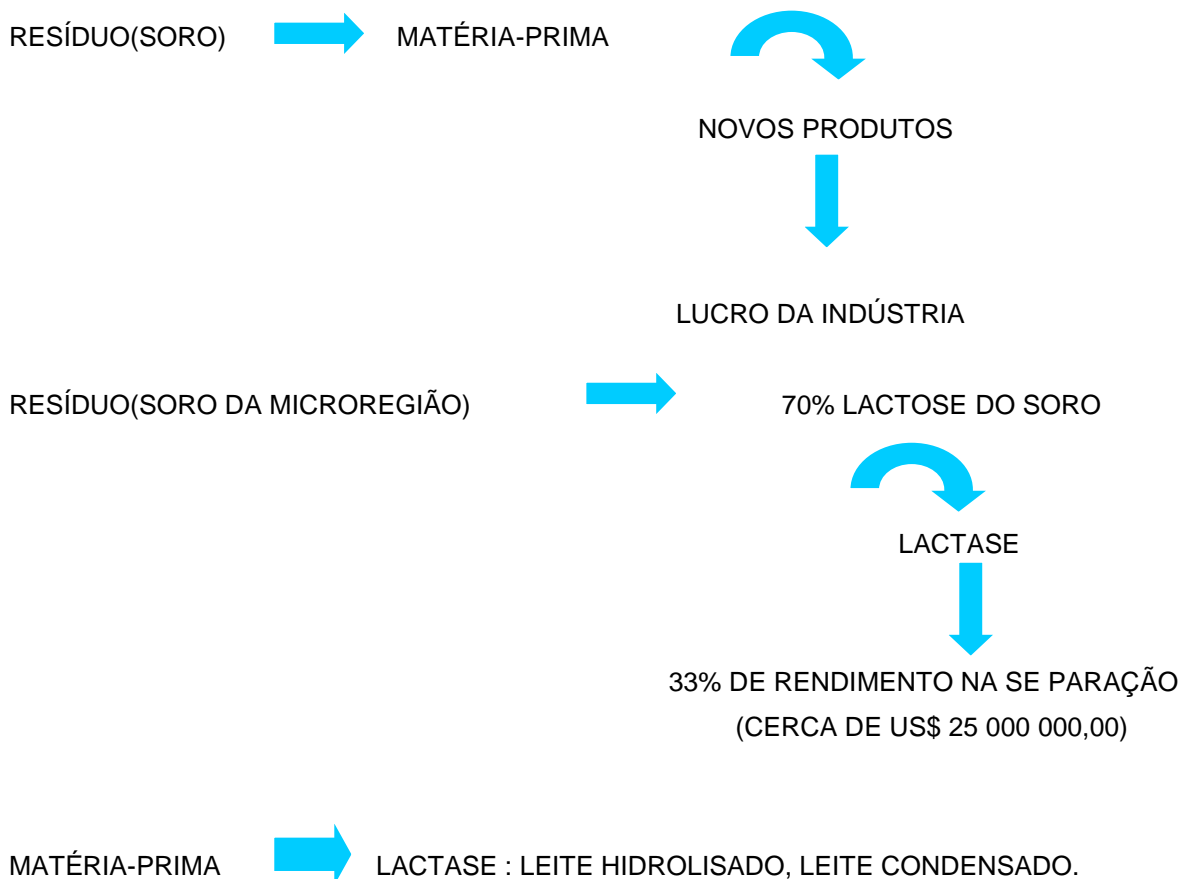 RESÍDUO(SORO) MATÉRIA-PRIMA
NOVOS PRODUTOS
LUCRO DA INDÚSTRIA
RESÍDUO(SORO DA MICROREGIÃO) 70% LACTOSE DO SORO
LACTASE
33% DE RENDIMENTO NA SE PARAÇÃO
(CERCA DE US$ 25 000 000,00)
MATÉRIA-PRIMA LACTASE : LEITE HIDROLISADO, LEITE CONDENSADO.